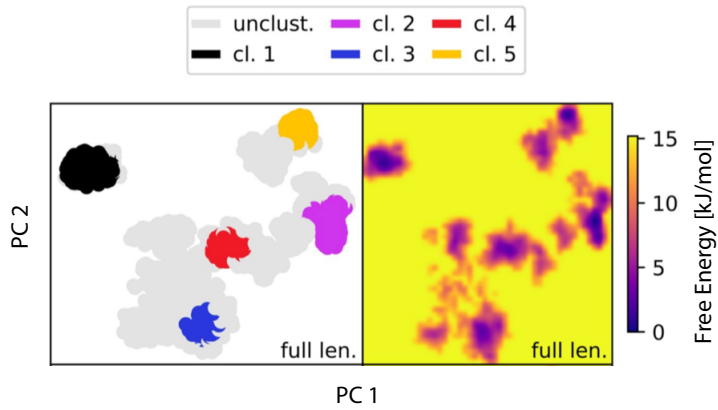 unclust. cl. 2 cl. 4
cl. 1 cl. 3 cl. 5
PC 2
full len.
full len.
15
10
5
0
Free Energy [kJ/mol]
PC 1